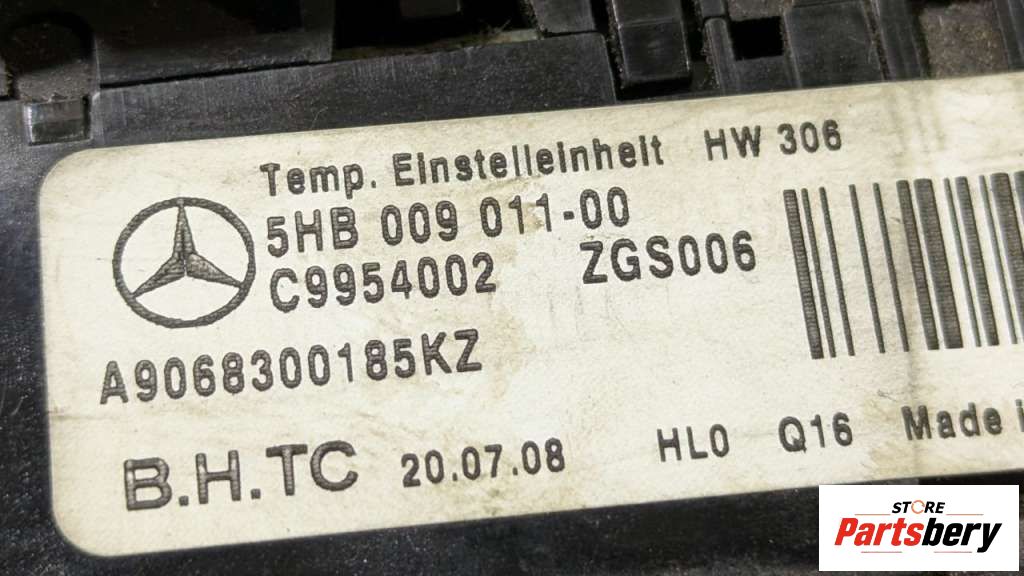 Temp. Einstelleinheit HW 306
5HB 009 011-00
C9954002 ZGS006
A9068300185KZ
B.H.TC 20.07.08 HL0 Q16 Made i
STORE
Partsbery